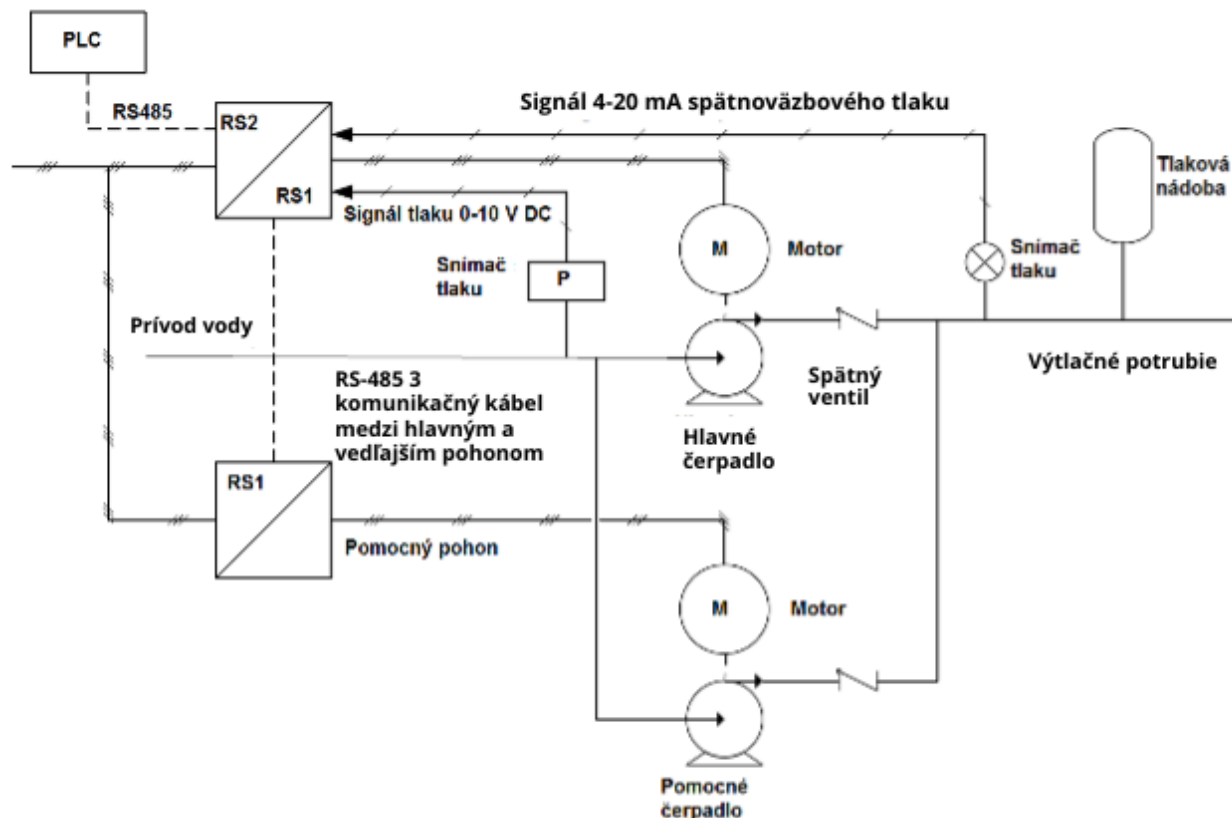 PLC
RS485
Signál 4-20 mA spätnoväzbového tlaku
RS2
RS1
Signál tlaku 0-10 V DC
Tlaková
nádoba
M
Motor
Snímač
tlaku
Snímač
tlaku
P
Prívod vody
Výtlačné potrubie
Spätný
ventil
RS-485 3
komunikačný kábel
medzi hlavným a
vedľajším pohonom
Hlavné
čerpadlo
RS1
Pomocný pohon
M
Motor
Pomocné
čerpadlo